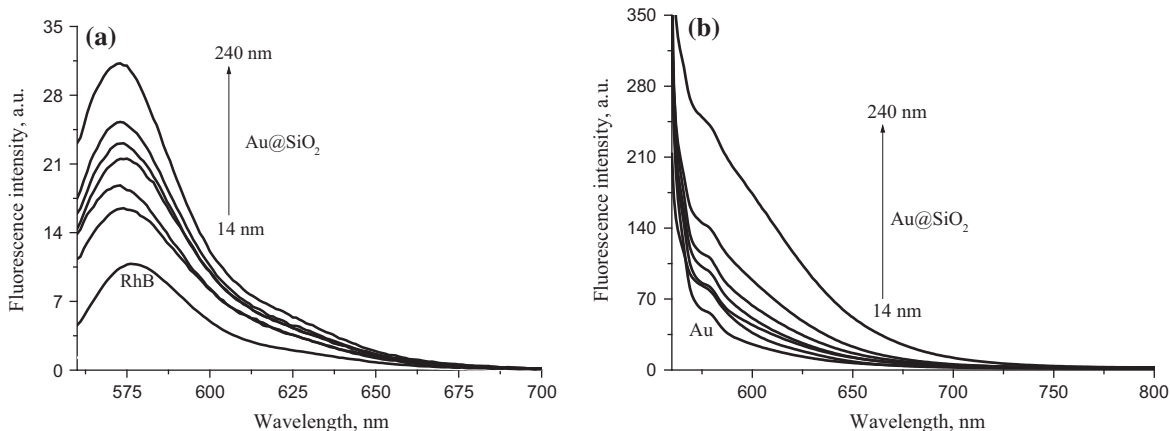 (a)
35
28
21
14
7
0
Fluorescence intensity, a.u.
240 nm
Au@SiO₂
14 nm
RhB
575 600 625 650 675 700
Wavelength, nm
(b)
350
280
210
140
70
0
Fluorescence intensity, a.u.
240 nm
Au@SiO₂
14 nm
Au
600 650 700 750 800
Wavelength, nm